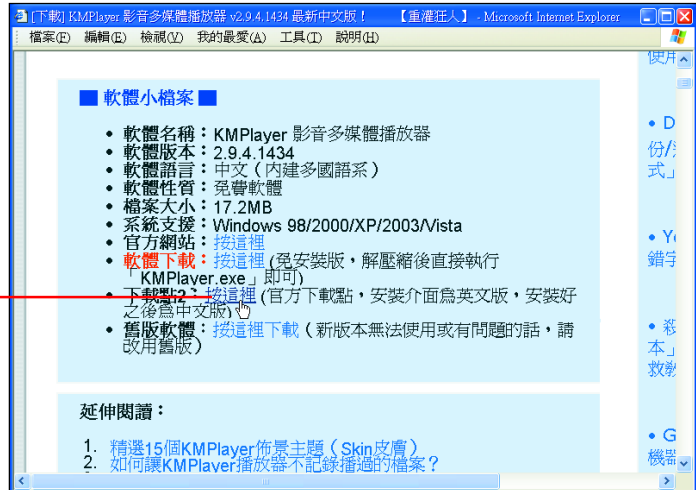 [下載] KMPlayer 影音多媒體播放器 v2.9.4.1434 最新中文版！ 【重灌狂人】 - Microsoft Internet Explorer
檔案(F) 編輯(E) 檢視(V) 我的最愛(A) 工具(T) 說明(H)
軟體小檔案
• 軟體名稱：KMPlayer 影音多媒體播放器
• 軟體版本：2.9.4.1434
• 軟體語言：中文（內建多國語系）
• 軟體性質：免費軟體
• 檔案大小：17.2MB
• 系統支援：Windows 98/2000/XP/2003/Vista
• 官方網站：按這裡
• 軟體下載：按這裡 (免安裝版，解壓縮後直接執行
「KMPlayer.exe」即可)
• 下載點2：按這裡 (官方下載點，安裝介面為英文版，安裝好
之後為中文版)
• 舊版軟體：按這裡下載（新版本無法使用或有問題的話，請
改用舊版）
延伸閱讀：
1. 精選15個KMPlayer佈景主題（Skin皮膚）
2. 如何讓KMPlayer播放器不記錄播過的檔案？
使用
• D
份/
式」
• Y
錯字
• 殺
本」
救
• G
機器